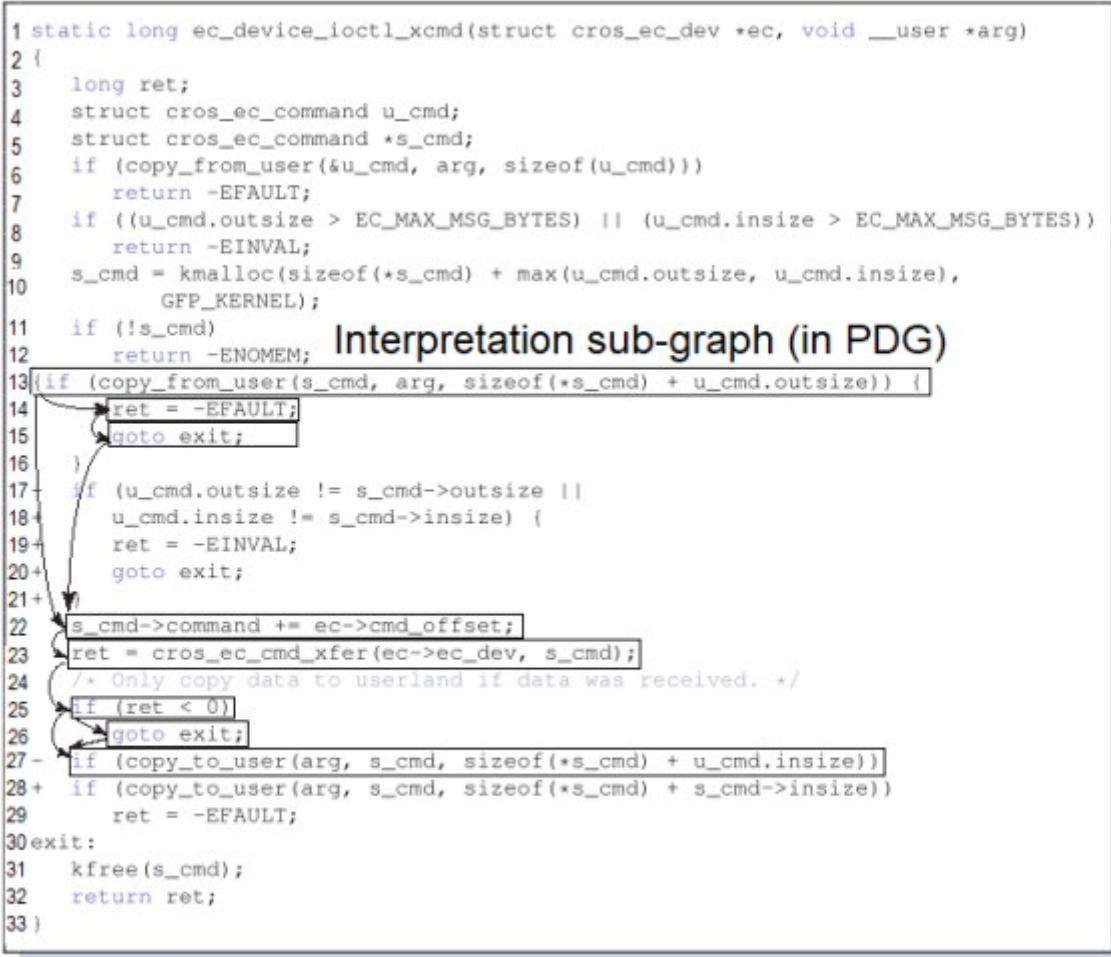 1 static long ec_device_ioctl_xcmd(struct cros_ec_dev *ec, void __user *arg)
2 {
3 long ret;
4 struct cros_ec_command u_cmd;
5 struct cros_ec_command *s_cmd;
6 if (copy_from_user(&u_cmd, arg, sizeof(u_cmd)))
7 return -EFAULT;
8 if ((u_cmd.outsize > EC_MAX_MSG_BYTES) || (u_cmd.insize > EC_MAX_MSG_BYTES))
9 return -EINVAL;
10 s_cmd = kmalloc(sizeof(*s_cmd) + max(u_cmd.outsize, u_cmd.insize),
GFP_KERNEL);
11 if (!s_cmd)
12 return -ENOMEM;
Interpretation sub-graph (in PDG)
13 {if (copy_from_user(s_cmd, arg, sizeof(*s_cmd) + u_cmd.outsize)) {
14 ret = -EFAULT;
15 goto exit;
16 }
17+ if (u_cmd.outsize != s_cmd->outsize ||
18+ u_cmd.insize != s_cmd->insize) {
19+ ret = -EINVAL;
20+ goto exit;
21+ }
22 s_cmd->command += ec->cmd_offset;
23 ret = cros_ec_cmd_xfer(ec->ec_dev, s_cmd);
24 /* Only copy data to userland if data was received. */
25 if (ret < 0)
26 goto exit;
27- if (copy_to_user(arg, s_cmd, sizeof(*s_cmd) + u_cmd.insize))
28+ if (copy_to_user(arg, s_cmd, sizeof(*s_cmd) + s_cmd->insize))
29 ret = -EFAULT;
30 exit:
31 kfree(s_cmd);
32 return ret;
33 }